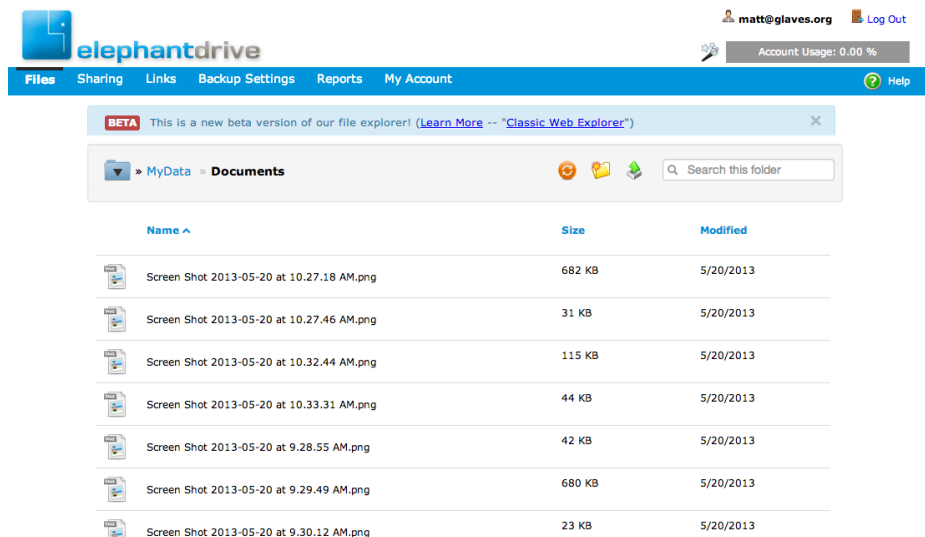 matt@glaves.org Log Out
elephantdrive
Account Usage: 0.00 %
Files Sharing Links Backup Settings Reports My Account Help
BETA This is a new beta version of our file explorer! (Learn More -- "Classic Web Explorer")
» MyData » Documents Search this folder
Name Size Modified
PNG Screen Shot 2013-05-20 at 10.27.18 AM.png 682 KB 5/20/2013
PNG Screen Shot 2013-05-20 at 10.27.46 AM.png 31 KB 5/20/2013
PNG Screen Shot 2013-05-20 at 10.32.44 AM.png 115 KB 5/20/2013
PNG Screen Shot 2013-05-20 at 10.33.31 AM.png 44 KB 5/20/2013
PNG Screen Shot 2013-05-20 at 9.28.55 AM.png 42 KB 5/20/2013
PNG Screen Shot 2013-05-20 at 9.29.49 AM.png 680 KB 5/20/2013
PNG Screen Shot 2013-05-20 at 9.30.12 AM.png 23 KB 5/20/2013